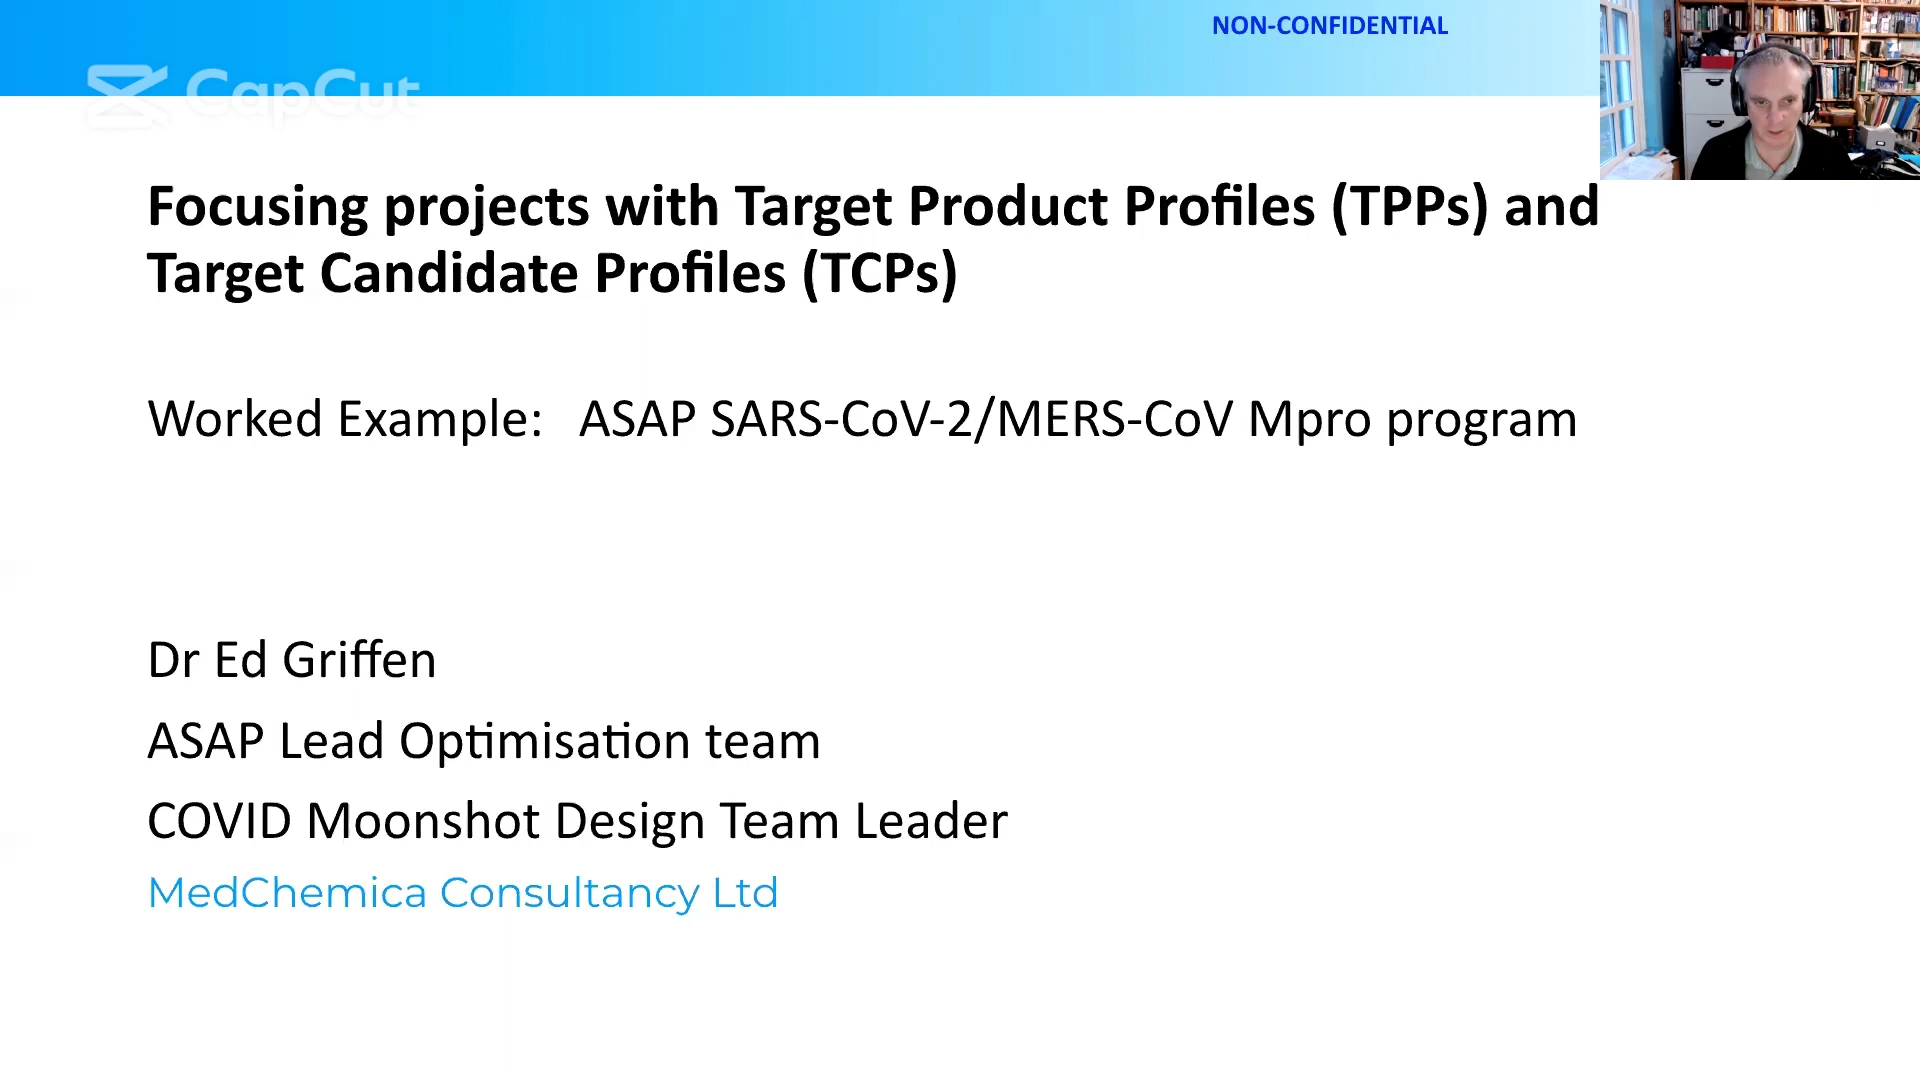 NON-CONFIDENTIAL
CapCut
Focusing projects with Target Product Profiles (TPPs) and
Target Candidate Profiles (TCPs)
Worked Example: ASAP SARS-CoV-2/MERS-CoV Mpro program
Dr Ed Griffen
ASAP Lead Optimisation team
COVID Moonshot Design Team Leader
MedChemica Consultancy Ltd